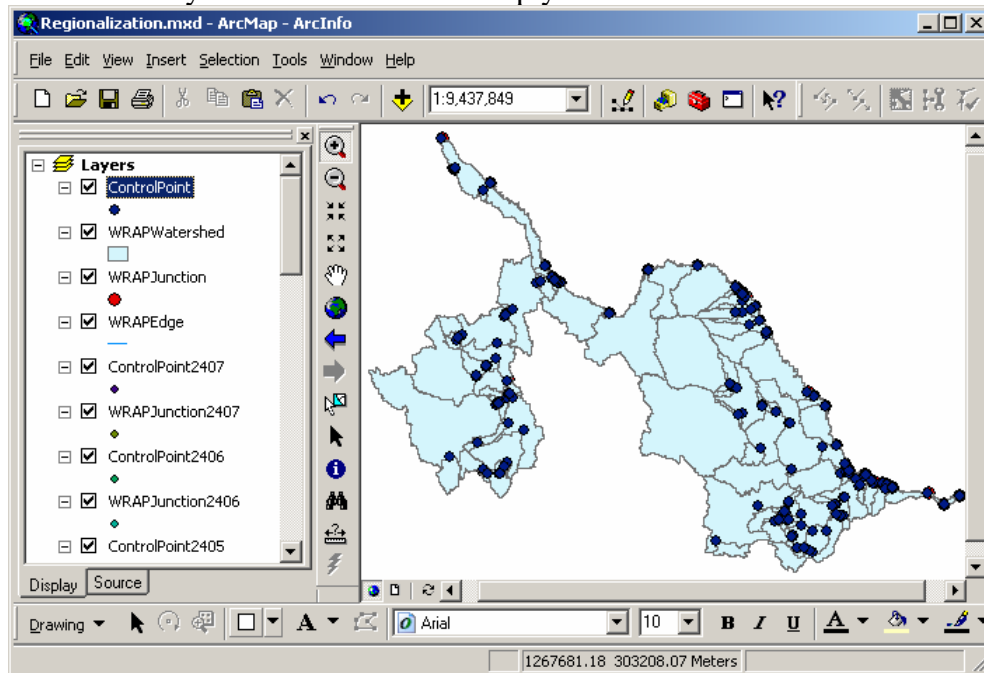 Regionalization.mxd - ArcMap - ArcInfo
File Edit View Insert Selection Tools Window Help
1:9,437,849
Layers
ControlPoint
WRAPWatershed
WRAPJunction
WRAPEdge
ControlPoint2407
WRAPJunction2407
ControlPoint2406
WRAPJunction2406
ControlPoint2405
Display Source
Drawing A Arial 10 B I U A
1267681.18 303208.07 Meters